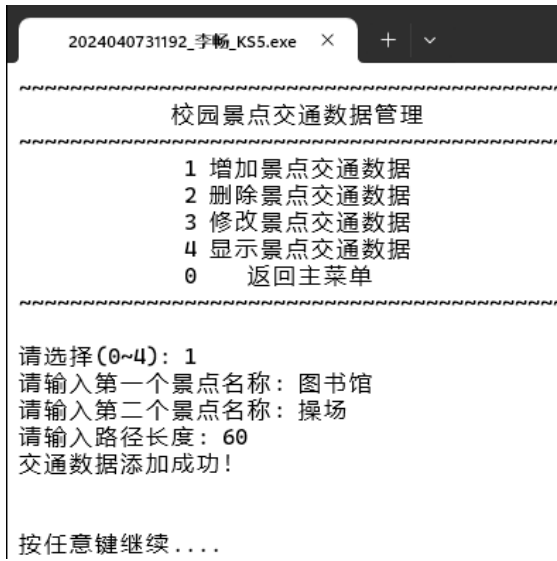 2024040731192_李畅_KS5.exe
~~~~~~~~~~~~~~~~~~~~~~~~~~~~~~~~~~~~~~~~~~~
校园景点交通数据管理
~~~~~~~~~~~~~~~~~~~~~~~~~~~~~~~~~~~~~~~~~~~
1 增加景点交通数据
2 删除景点交通数据
3 修改景点交通数据
4 显示景点交通数据
0 返回主菜单
~~~~~~~~~~~~~~~~~~~~~~~~~~~~~~~~~~~~~~~~~~~
请选择(0~4): 1
请输入第一个景点名称: 图书馆
请输入第二个景点名称: 操场
请输入路径长度: 60
交通数据添加成功!
按任意键继续....